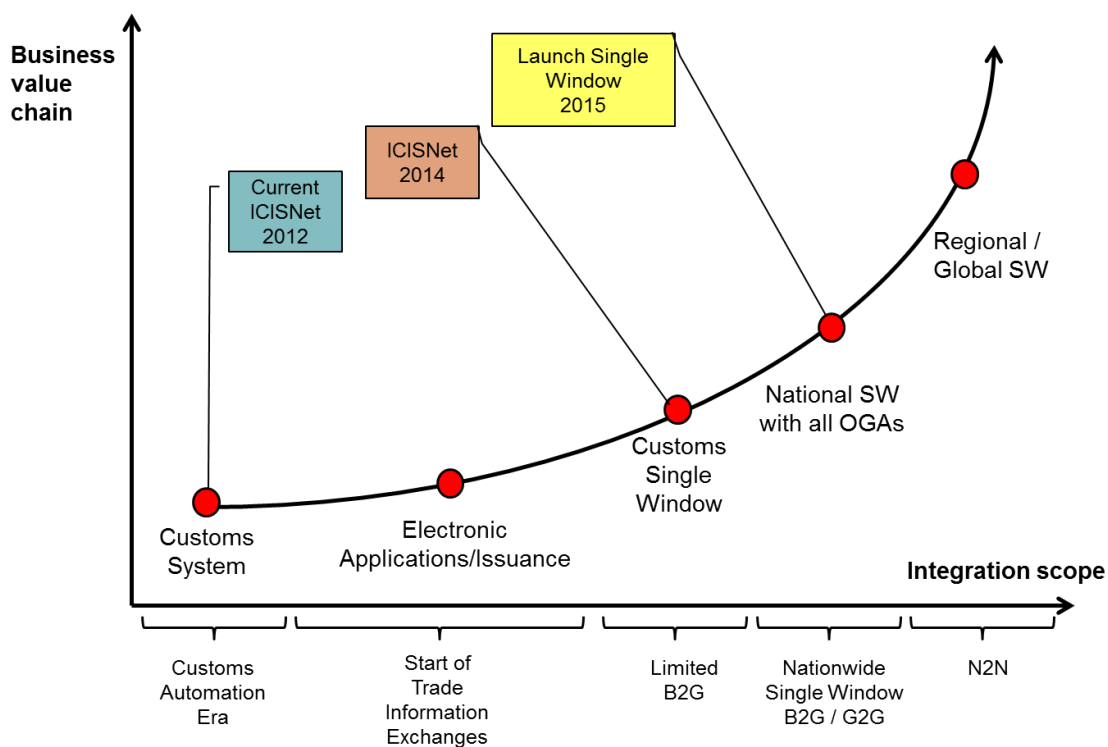 Business
value
chain
Launch Single
Window
2015
ICISNet
2014
Current
ICISNet
2012
Regional /
Global SW
National SW
with all OGAs
Customs
Single
Window
Electronic
Applications/Issuance
Customs
System
Integration scope
Customs
Automation
Era
Start of
Trade
Information
Exchanges
Limited
B2G
Nationwide
Single Window
B2G / G2G
N2N